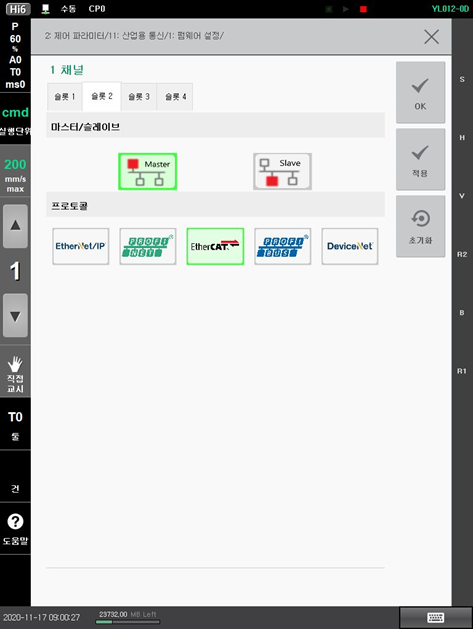 Hi6 수동 CP0 YL012-0D
P
60
%
A0
T0
ms0
cmd
실행단위
200
mm/s
max
1
직접
교시
T0
툴
건
도움말
2: 제어 파라미터/11: 산업용 통신/1: 펌웨어 설정/
1 채널
슬롯 1 슬롯 2 슬롯 3 슬롯 4
마스터/슬레이브
Master Slave
프로토콜
EtherNet/IP PROFI NET EtherCAT PROFI BUS DeviceNet
OK
적용
초기화
S
H
V
R2
B
R1
2020-11-17 09:00:27 23732.00 MB Left